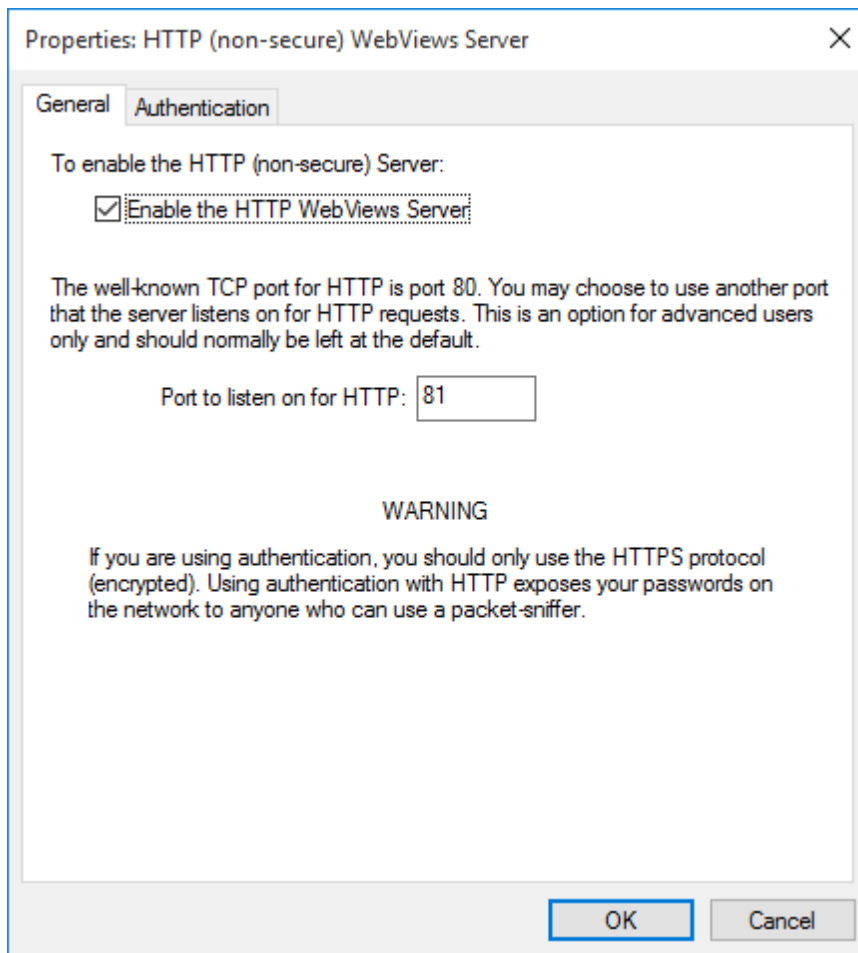 Properties: HTTP (non-secure) WebViews Server
General
Authentication
To enable the HTTP (non-secure) Server:
Enable the HTTP WebViews Server
The well-known TCP port for HTTP is port 80. You may choose to use another port
that the server listens on for HTTP requests. This is an option for advanced users
only and should normally be left at the default.
Port to listen on for HTTP: 81
WARNING
If you are using authentication, you should only use the HTTPS protocol
(encrypted). Using authentication with HTTP exposes your passwords on
the network to anyone who can use a packet-sniffer.
OK
Cancel